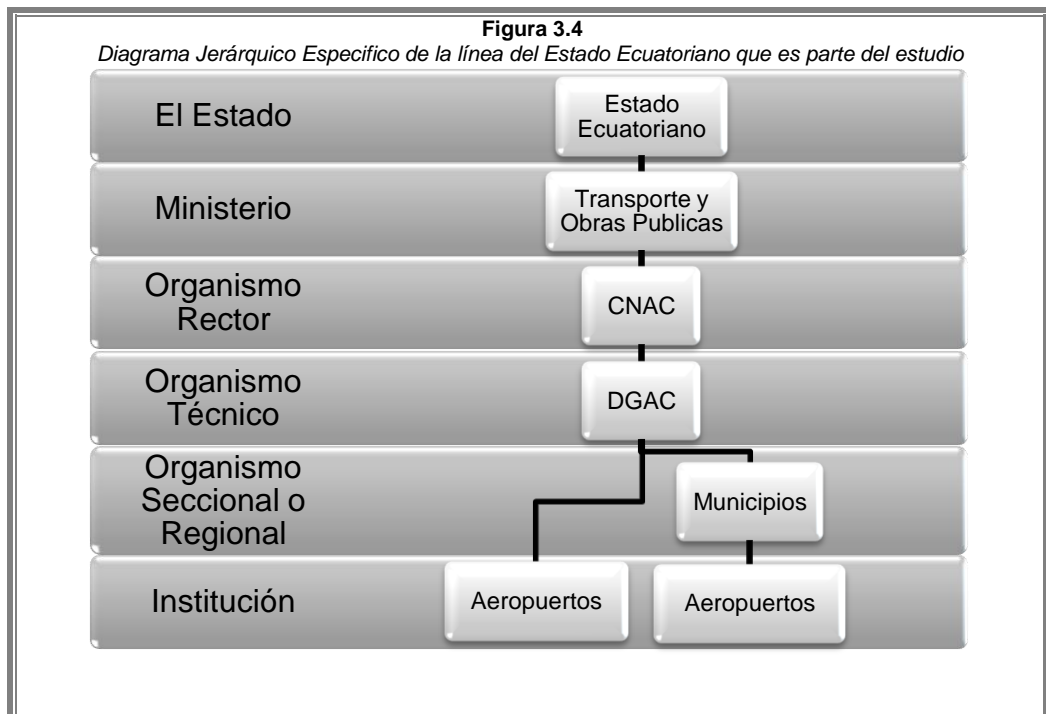 Figura 3.4
Diagrama Jerárquico Especifico de la línea del Estado Ecuatoriano que es parte del estudio
El Estado
Estado
Ecuatoriano
Ministerio
Transporte y
Obras Publicas
Organismo
Rector
CNAC
Organismo
Técnico
DGAC
Organismo
Seccional o
Regional
Municipios
Institución
Aeropuertos
Aeropuertos